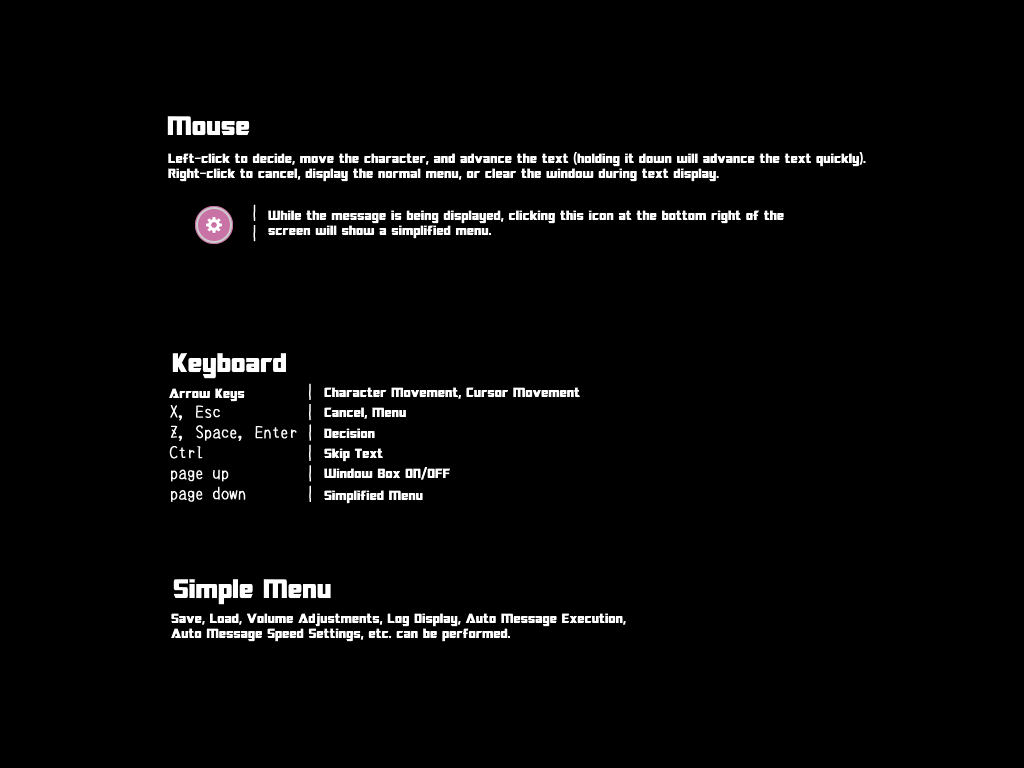 Mouse
Left-click to decide, move the character, and advance the text (holding it down will advance the text quickly).
Right-click to cancel, display the normal menu, or clear the window during text display.
While the message is being displayed, clicking this icon at the bottom right of the
screen will show a simplified menu.
Keyboard
Arrow Keys | Character Movement, Cursor Movement
X, Esc | Cancel, Menu
Z, Space, Enter | Decision
Ctrl | Skip Text
page up | Window Box ON/OFF
page down | Simplified Menu
Simple Menu
Save, Load, Volume Adjustments, Log Display, Auto Message Execution,
Auto Message Speed Settings, etc. can be performed.